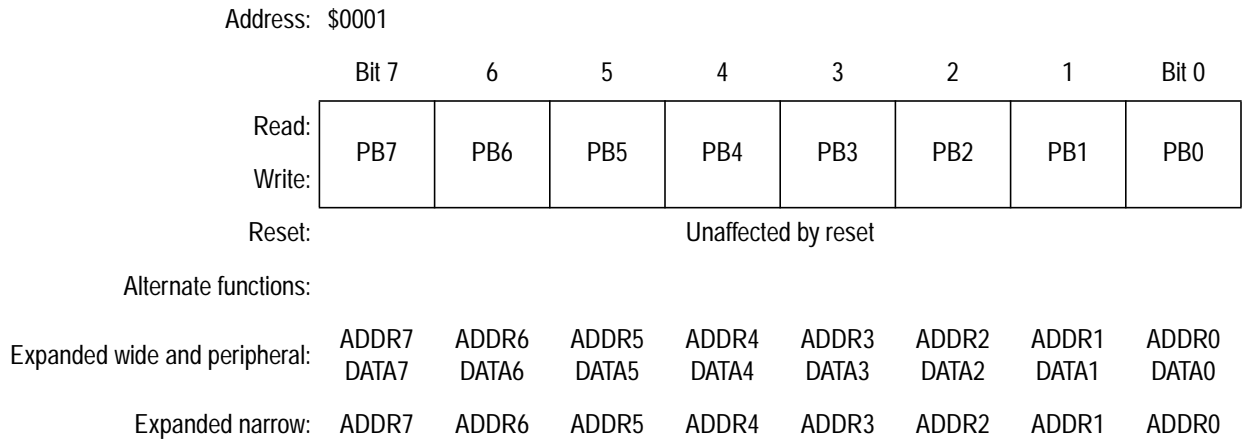 Address: $0001
Bit 7 6 5 4 3 2 1 Bit 0
Read:
PB7 PB6 PB5 PB4 PB3 PB2 PB1 PB0
Write:
Reset: Unaffected by reset
Alternate functions:
Expanded wide and peripheral: ADDR7 ADDR6 ADDR5 ADDR4 ADDR3 ADDR2 ADDR1 ADDR0
DATA7 DATA6 DATA5 DATA4 DATA3 DATA2 DATA1 DATA0
Expanded narrow: ADDR7 ADDR6 ADDR5 ADDR4 ADDR3 ADDR2 ADDR1 ADDR0